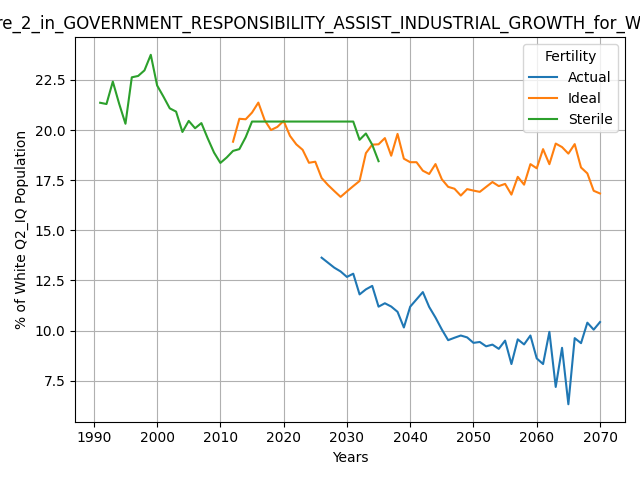 re_2_in_GOVERNMENT_RESPONSIBILITY_ASSIST_INDUSTRIAL_GROWTH_for_W
Fertility
Actual
Ideal
Sterile
% of White Q2_IQ Population
22.5
20.0
17.5
15.0
12.5
10.0
7.5
1990 2000 2010 2020 2030 2040 2050 2060 2070
Years